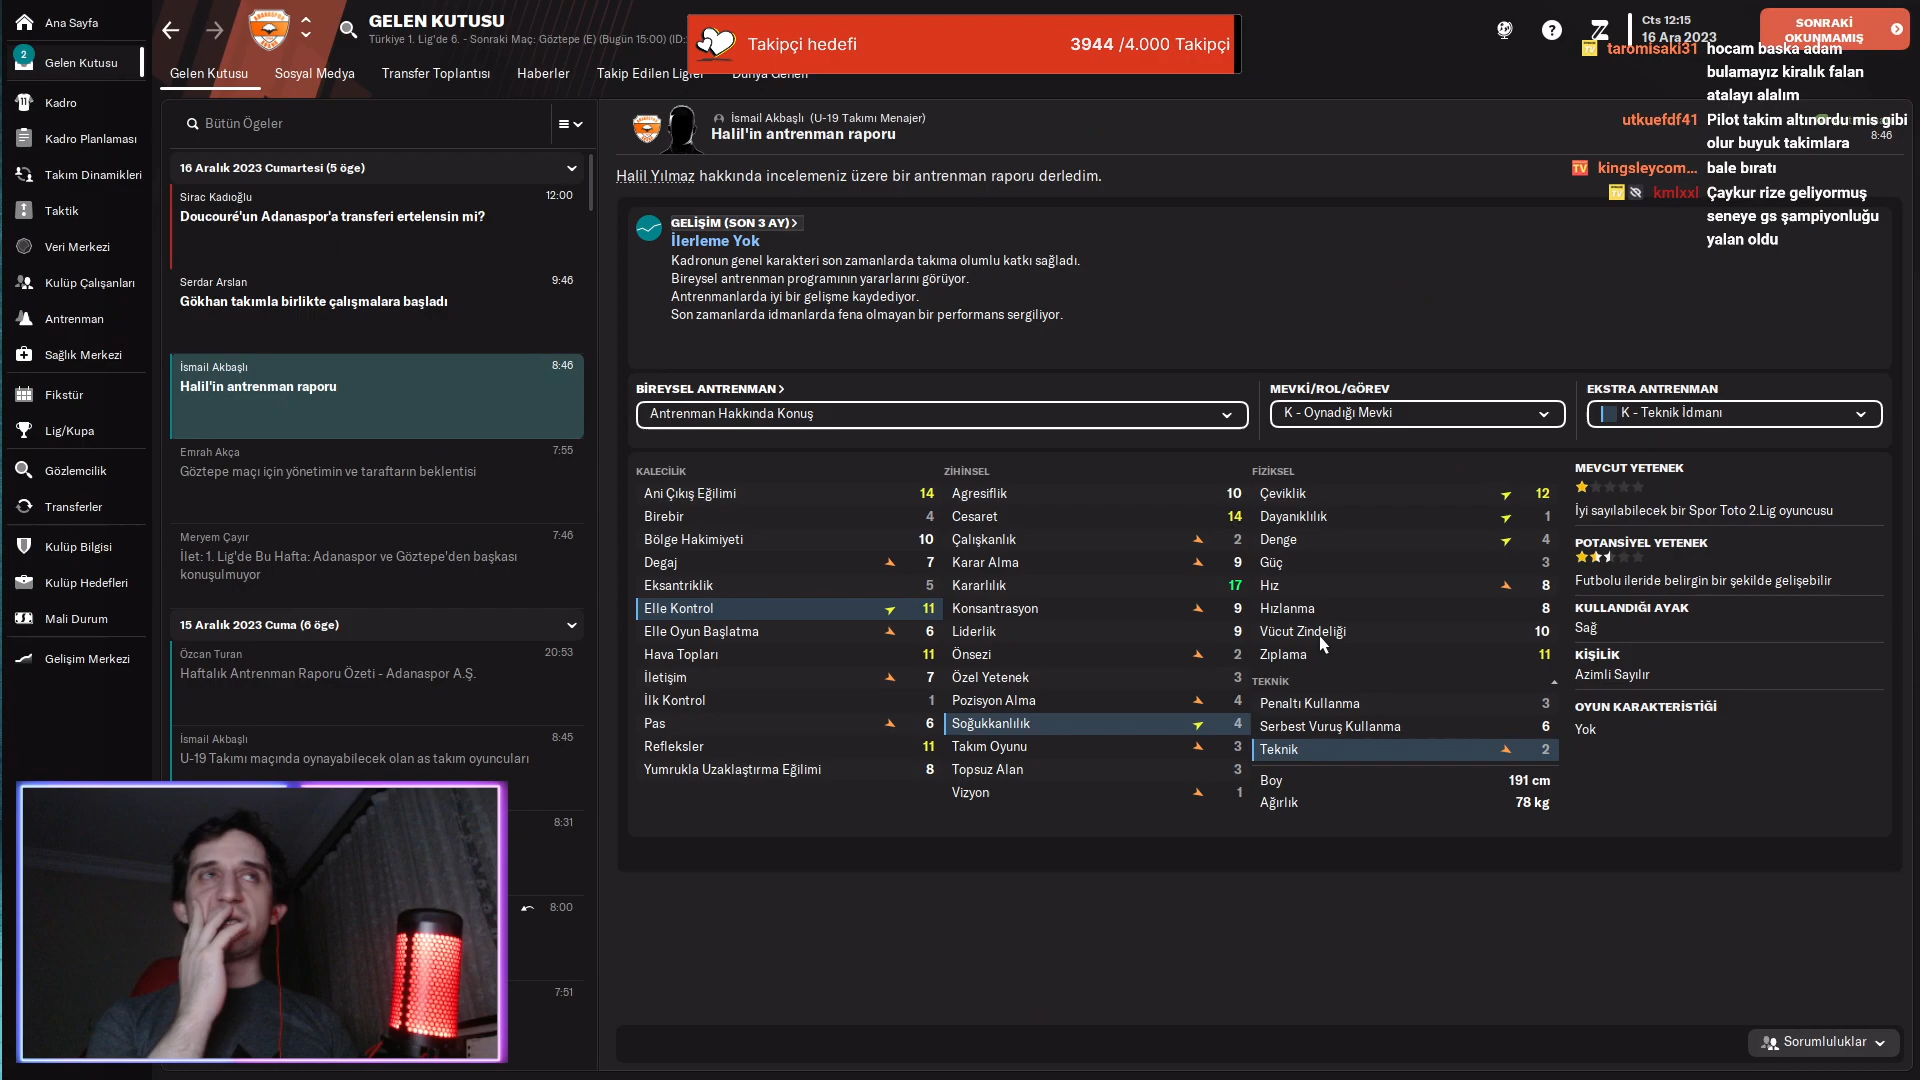 Ana Sayfa
2
Gelen Kutusu
Kadro
Kadro Planlaması
Takım Dinamikleri
Taktik
Veri Merkezi
Kulüp Çalışanları
Antrenman
Sağlık Merkezi
Fikstür
Lig/Kupa
Gözlemcilik
Transferler
Kulüp Bilgisi
Kulüp Hedefleri
Mali Durum
Gelişim Merkezi
GELEN KUTUSU
Türkiye 1. Lig'de 6. - Sonraki Maç: Göztepe (E) (Bugün 15:00) (ID:
Gelen Kutusu
Sosyal Medya
Transfer Toplantısı
Haberler
Takip Edilen Ligler
Dünya Geneli
Takipçi hedefi
3944 /4.000 Takipçi
Cts 12:15
16 Ara 2023
SONRAKİ
OKUNMAMIŞ
taromisaki31 hocam baska adam
bulamayız kiralık falan
atalayı alalım
utkuefdf41 Pilot takim altınordu mis gibi
olur buyuk takimlara
kingsleycom... bale bıratı
kmlxxl Çaykur rize geliyormuş
seneye gs şampiyonluğu
yalan oldu
Bütün Ögeler
16 Aralık 2023 Cumartesi (5 öge)
Sirac Kadıoğlu 12:00
Doucouré'un Adanaspor'a transferi ertelensin mi?
Serdar Arslan 9:46
Gökhan takımla birlikte çalışmalara başladı
İsmail Akbaşlı 8:46
Halil'in antrenman raporu
Emrah Akça 7:55
Göztepe maçı için yönetimin ve taraftarın beklentisi
Meryem Çayır 7:46
İlet: 1. Lig'de Bu Hafta: Adanaspor ve Göztepe'den başkası
konuşulmuyor
15 Aralık 2023 Cuma (6 öge)
Özcan Turan 20:53
Haftalık Antrenman Raporu Özeti - Adanaspor A.Ş.
İsmail Akbaşlı 8:45
U-19 Takımı maçında oynayabilecek olan as takım oyuncuları
8:31
8:00
7:51
İsmail Akbaşlı (U-19 Takımı Menajer)
Halil'in antrenman raporu
8:46
Halil Yılmaz hakkında incelemeniz üzere bir antrenman raporu derledim.
GELİŞİM (SON 3 AY)
İlerleme Yok
Kadronun genel karakteri son zamanlarda takıma olumlu katkı sağladı.
Bireysel antrenman programının yararlarını görüyor.
Antrenmanlarda iyi bir gelişme kaydediyor.
Son zamanlarda idmanlarda fena olmayan bir performans sergiliyor.
BİREYSEL ANTRENMAN
Antrenman Hakkında Konuş
MEVKİ/ROL/GÖREV
K - Oynadığı Mevki
EKSTRA ANTRENMAN
K - Teknik İdmanı
KALECİLİK
Ani Çıkış Eğilimi 14
Birebir 4
Bölge Hakimiyeti 10
Degaj 7
Eksantriklik 5
Elle Kontrol 11
Elle Oyun Başlatma 6
Hava Topları 11
İletişim 7
İlk Kontrol 1
Pas 6
Refleksler 11
Yumrukla Uzaklaştırma Eğilimi 8
ZİHİNSEL
Agresiflik 10
Cesaret 14
Çalışkanlık 2
Karar Alma 9
Kararlılık 17
Konsantrasyon 9
Liderlik 9
Önsezi 2
Özel Yetenek 3
Pozisyon Alma 4
Soğukkanlılık 4
Takım Oyunu 3
Topsuz Alan 3
Vizyon 1
FİZİKSEL
Çeviklik 12
Dayanıklılık 1
Denge 4
Güç 3
Hız 8
Hızlanma 8
Vücut Zindeliği 10
Zıplama 11
TEKNİK
Penaltı Kullanma 3
Serbest Vuruş Kullanma 6
Teknik 2
Boy 191 cm
Ağırlık 78 kg
MEVCUT YETENEK
İyi sayılabilecek bir Spor Toto 2.Lig oyuncusu
POTANSİYEL YETENEK
Futbolu ileride belirgin bir şekilde gelişebilir
KULLANDIĞI AYAK
Sağ
KİŞİLİK
Azimli Sayılır
OYUN KARAKTERİSTİĞİ
Yok
Sorumluluklar